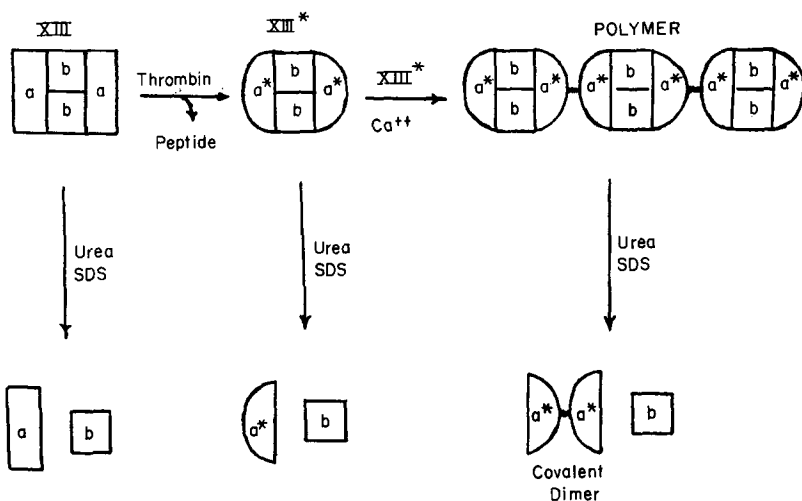 XIII
XIII*
POLYMER
a b b a
Thrombin
Peptide
a* b b a*
XIII*
Ca++
a* b b a* a* b b a* a* b b a*
Urea
SDS
Urea
SDS
Urea
SDS
a b
a* b
a* a* b
Covalent
Dimer